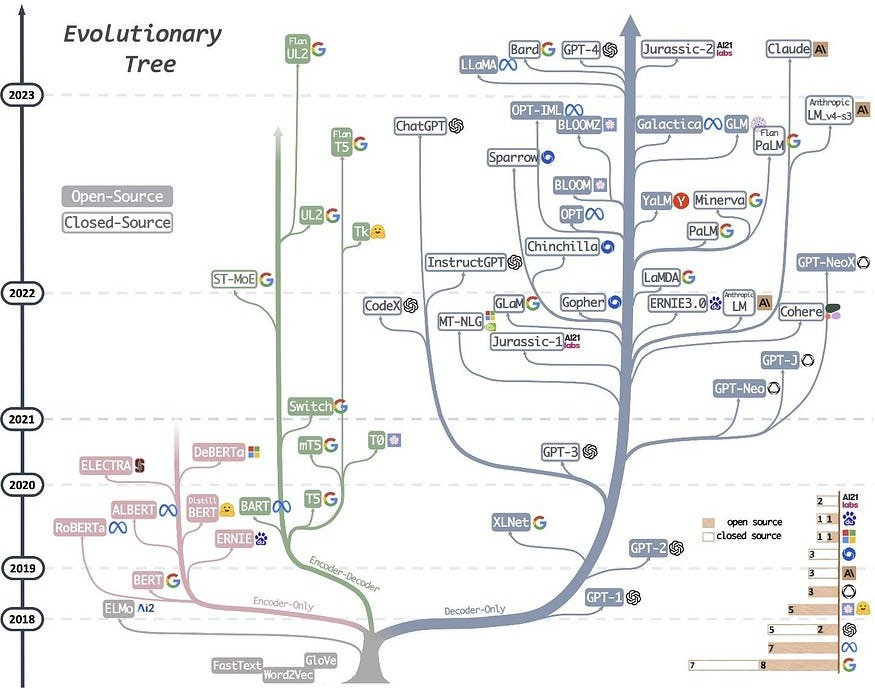 Evolutionary
Tree
2023
2022
2021
2020
2019
2018
Open-Source
Closed-Source
Flan
UL2
Bard
GPT-4
Jurassic-2
AI21
labs
Claude
A\
LLaMA
OPT-IML
BLOOMZ
Galactica
GLM
Anthropic
LM_v4-s3
A\
ChatGPT
Flan
T5
Flan
PaLM
Sparrow
BLOOM
YaLM
Y
Minerva
UL2
OPT
Tk
PaLM
Chinchilla
InstructGPT
GPT-NeoX
ST-MoE
LaMDA
CodeX
GLaM
Gopher
ERNIE3.0
Anthropic
LM
A\
Cohere
MT-NLG
Jurassic-1
AI21
labs
GPT-J
GPT-Neo
Switch
mT5
T0
DeBERTa
GPT-3
ELECTRA
S
ALBERT
Distill
BERT
BART
T5
RoBERTa
XLNet
ERNIE
GPT-2
BERT
Encoder-Decoder
Encoder-Only
Decoder-Only
GPT-1
ELMo
Ai2
FastText
Word2Vec
GloVe
open source
closed source
2
AI21
labs
1 1
1 1
3
3
A\
3
5
5 2
7
7 8